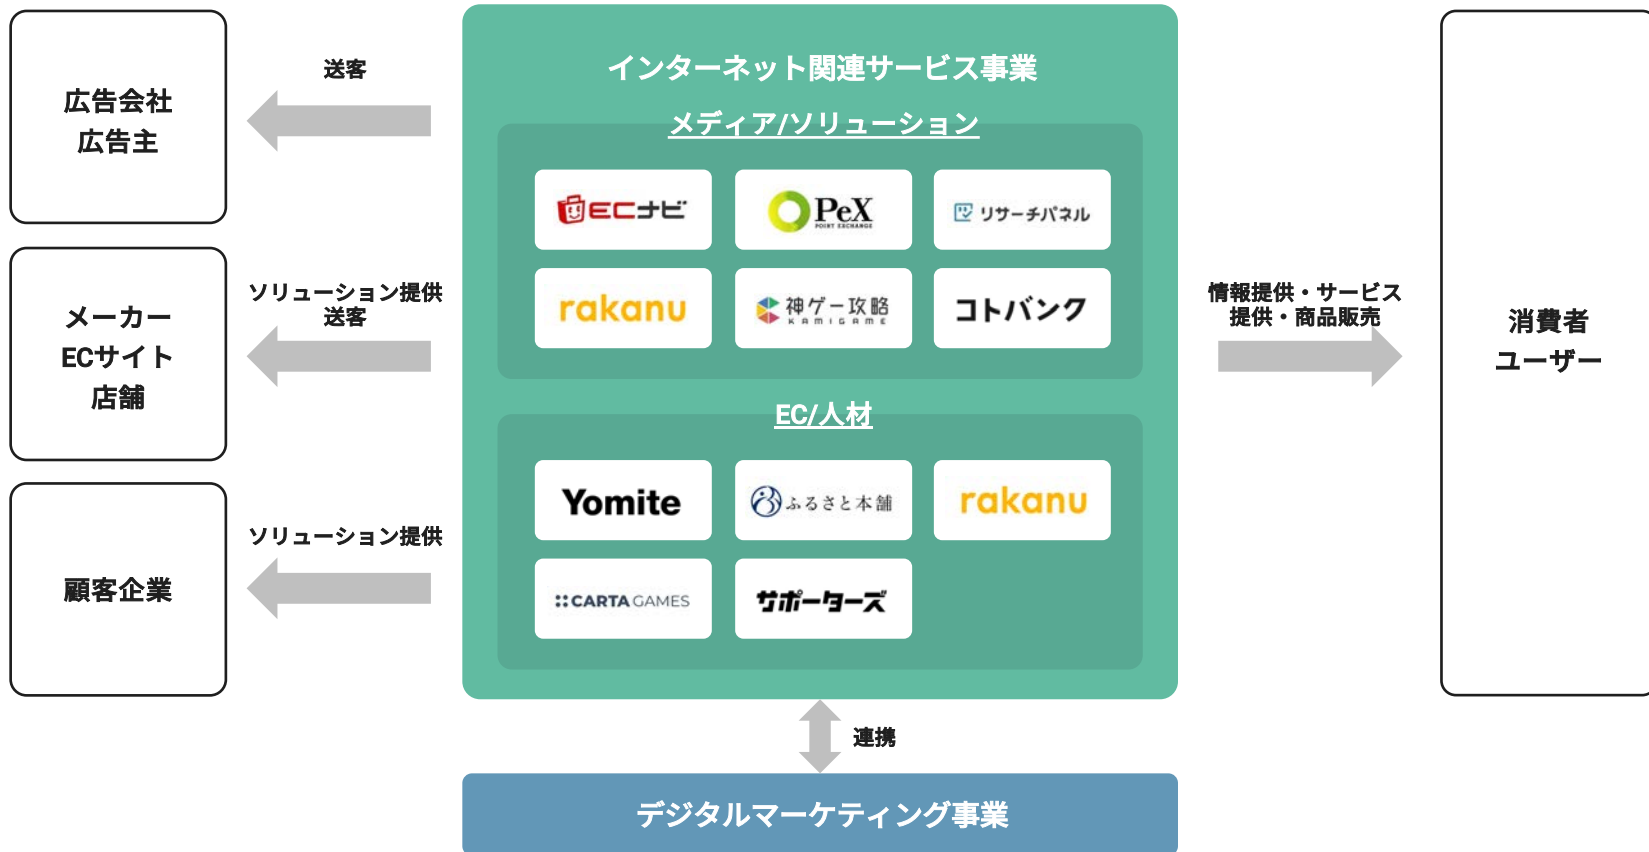 広告会社
広告主
送客
メーカー
ECサイト
店舗
ソリューション提供
送客
顧客企業
ソリューション提供
インターネット関連サービス事業
メディア/ソリューション
ECナビ
PeX
POINT EXCHANGE
リサーチパネル
rakanu
神ゲー攻略
KAMIGAME
コトバンク
EC/人材
Yomite
ふるさと本舗
rakanu
CARTA GAMES
サポーターズ
情報提供・サービス
提供・商品販売
消費者
ユーザー
連携
デジタルマーケティング事業